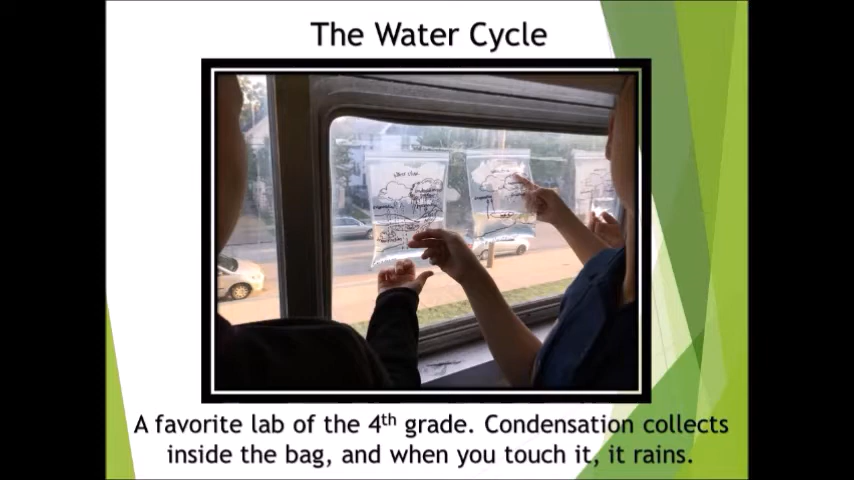 The Water Cycle
A favorite lab of the 4th grade. Condensation collects
inside the bag, and when you touch it, it rains.